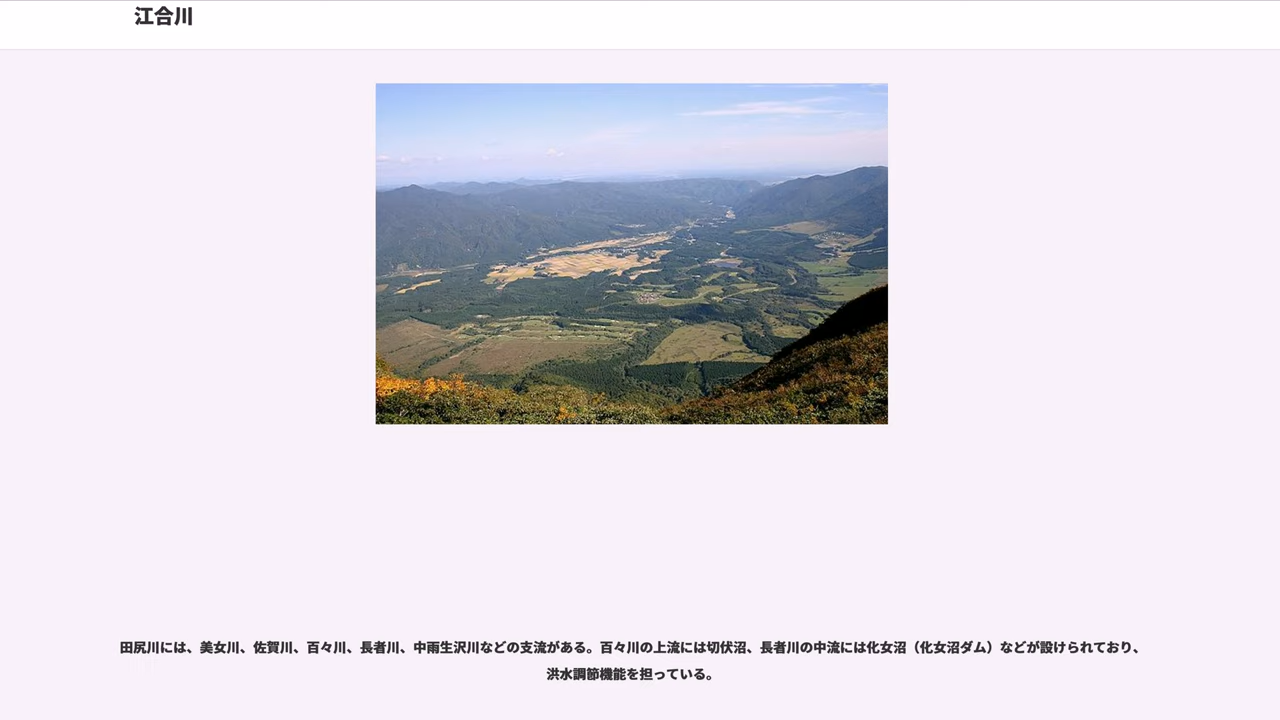 江合川
田尻川には、美女川、佐賀川、百々川、長者川、中雨生沢川などの支流がある。百々川の上流には切伏沼、長者川の中流には化女沼（化女沼ダム）などが設けられており、
洪水調節機能を担っている。